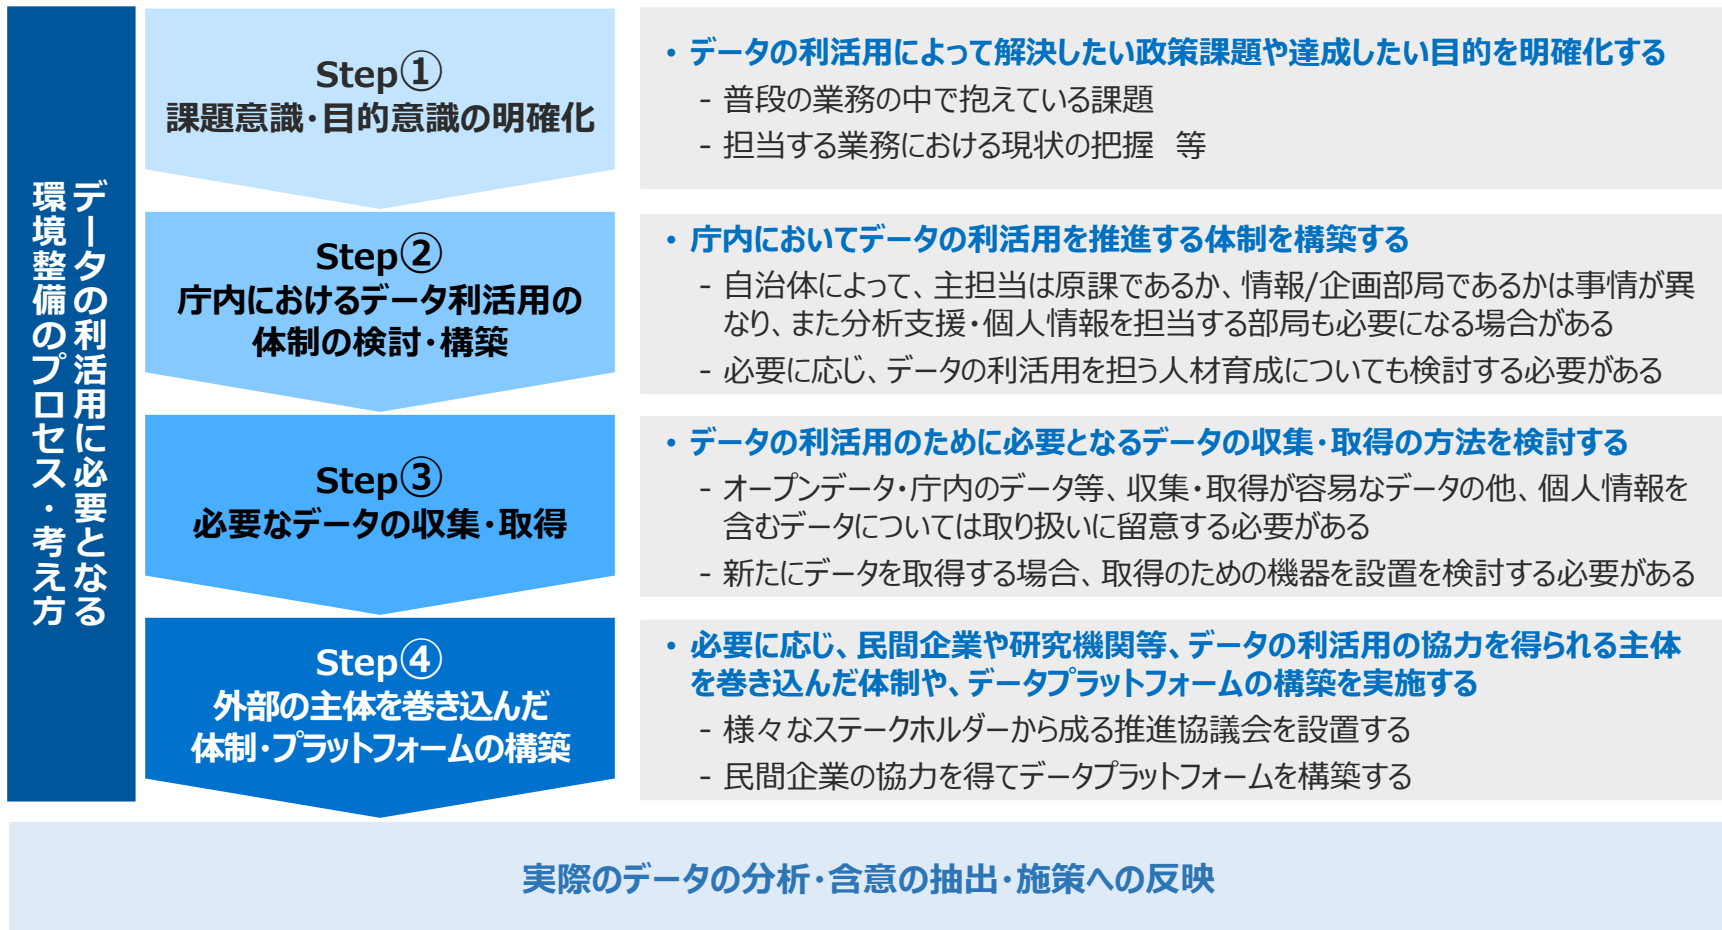 データの利活用に必要となる
環境整備のプロセス・考え方
Step①
課題意識・目的意識の明確化
・データの利活用によって解決したい政策課題や達成したい目的を明確化する
- 普段の業務の中で抱えている課題
- 担当する業務における現状の把握　等
Step②
庁内におけるデータ利活用の
体制の検討・構築
・庁内においてデータの利活用を推進する体制を構築する
- 自治体によって、主担当は原課であるか、情報/企画部局であるかは事情が異
なり、また分析支援・個人情報を担当する部局も必要になる場合がある
- 必要に応じ、データの利活用を担う人材育成についても検討する必要がある
Step③
必要なデータの収集・取得
・データの利活用のために必要となるデータの収集・取得の方法を検討する
- オープンデータ・庁内のデータ等、収集・取得が容易なデータの他、個人情報を
含むデータについては取り扱いに留意する必要がある
- 新たにデータを取得する場合、取得のための機器を設置を検討する必要がある
Step④
外部の主体を巻き込んだ
体制・プラットフォームの構築
・必要に応じ、民間企業や研究機関等、データの利活用の協力を得られる主体
を巻き込んだ体制や、データプラットフォームの構築を実施する
- 様々なステークホルダーから成る推進協議会を設置する
- 民間企業の協力を得てデータプラットフォームを構築する
実際のデータの分析・含意の抽出・施策への反映